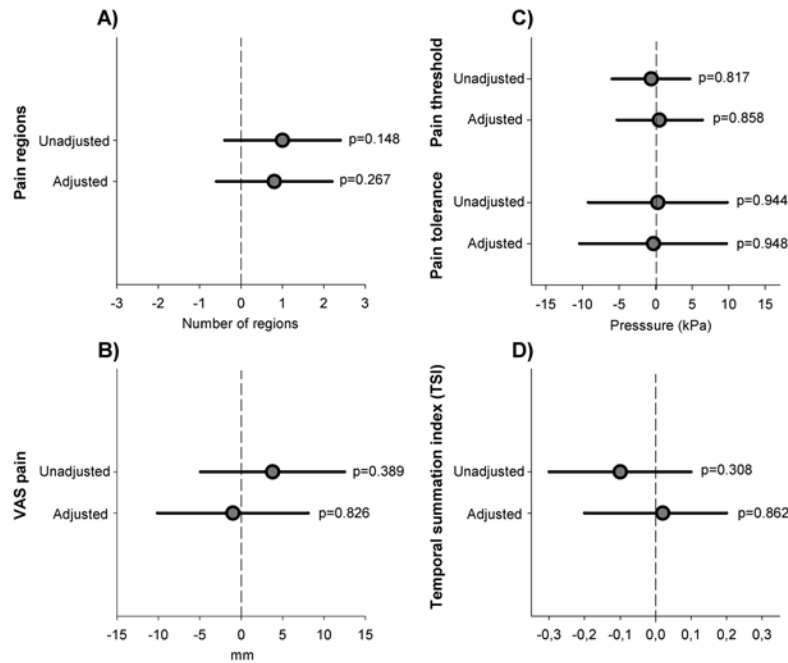 A)
Pain regions
Unadjusted
p=0.148
Adjusted
p=0.267
-3 -2 -1 0 1 2 3
Number of regions
B)
VAS pain
Unadjusted
p=0.389
Adjusted
p=0.826
-15 -10 -5 0 5 10 15
mm
C)
Pain threshold
Unadjusted
p=0.817
Adjusted
p=0.858
Pain tolerance
Unadjusted
p=0.944
Adjusted
p=0.948
-15 -10 -5 0 5 10 15
Presssure (kPa)
D)
Temporal summation index (TSI)
Unadjusted
p=0.308
Adjusted
p=0.862
-0,3 -0,2 -0,1 0,0 0,1 0,2 0,3